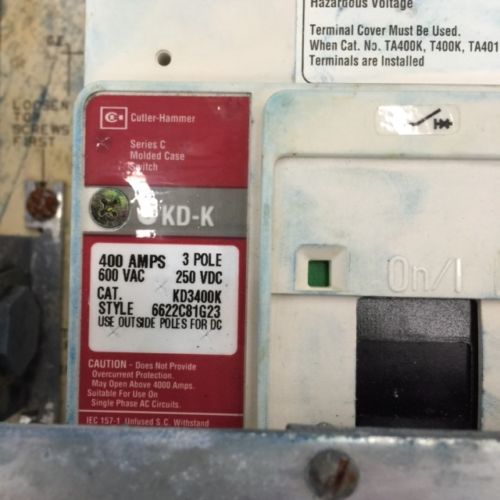 Hazardous Voltage
Terminal Cover Must Be Used.
When Cat. No. TA400K, T400K, TA401
Terminals are Installed
LOOSEN
TOP
SCREWS
FIRST
Cutler-Hammer
Series C
Molded Case
Switch
KD-K
400 AMPS 3 POLE
600 VAC 250 VDC
CAT. KD3400K
STYLE 6622C81G23
USE OUTSIDE POLES FOR DC
On/I
CAUTION - Does Not Provide
Overcurrent Protection.
May Open Above 4000 Amps.
Suitable For Use On
Single Phase AC Circuits.
IEC 157-1 Unfused S.C. Withstand